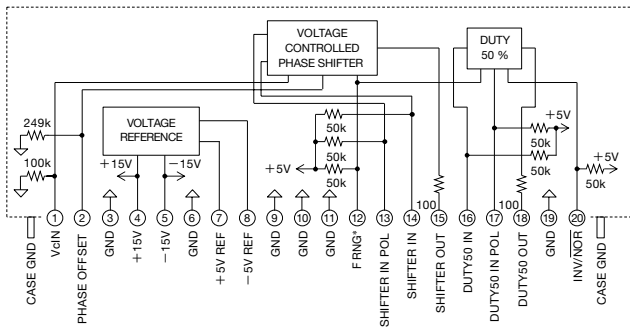 VOLTAGE
CONTROLLED
PHASE SHIFTER
DUTY
50 %
249k
100k
VOLTAGE
REFERENCE
+15V
−15V
+5V
50k
50k
50k
100
100
+5V
50k
50k
+5V
50k
1
2
3
4
5
6
7
8
9
10
11
12
13
14
15
16
17
18
19
20
CASE GND
VcIN
PHASE OFFSET
GND
+15V
−15V
GND
+5V REF
−5V REF
GND
GND
GND
F RNG*
SHIFTER IN POL
SHIFTER IN
SHIFTER OUT
DUTY50 IN
DUTY50 IN POL
DUTY50 OUT
GND
INV/NOR
CASE GND